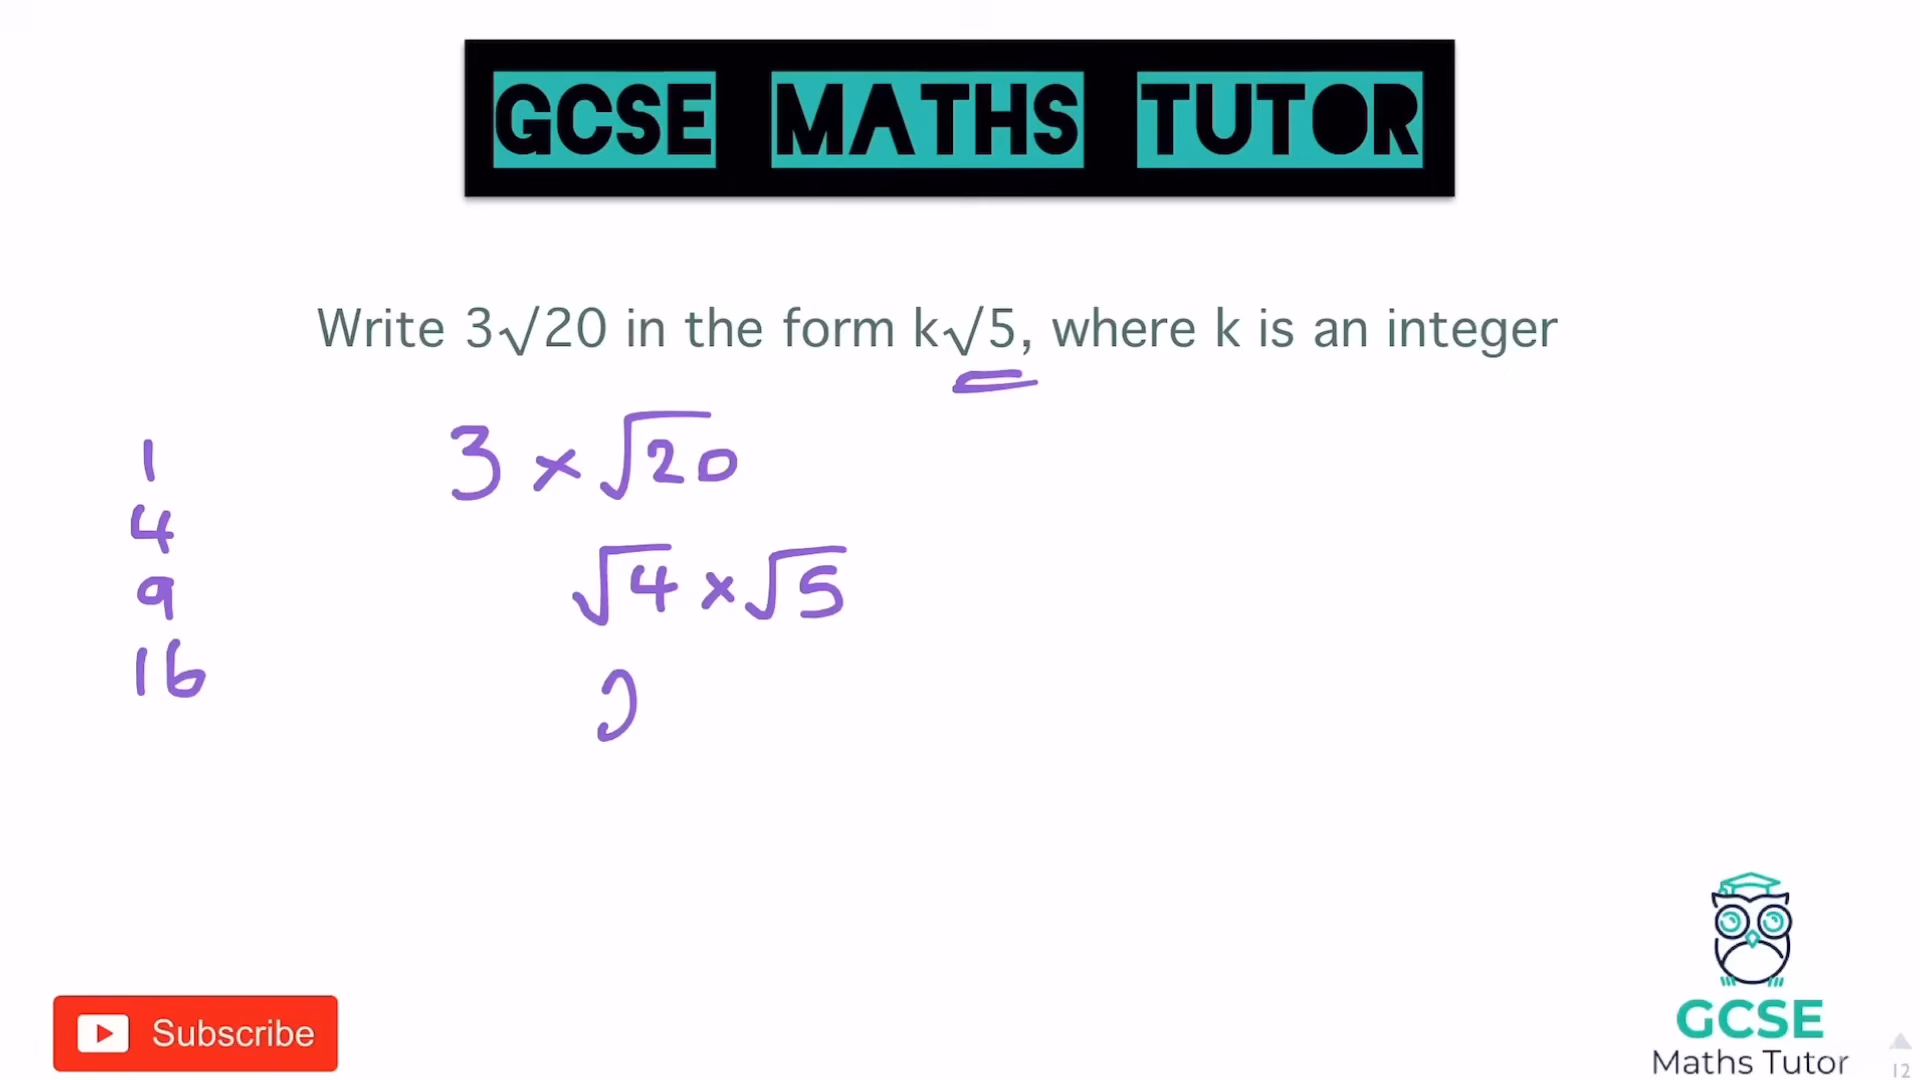 GCSE MATHS TUTOR
Write 3√20 in the form k√5, where k is an integer
3 × √20
√4 × √5
1
4
9
16
Subscribe
GCSE
Maths Tutor
12